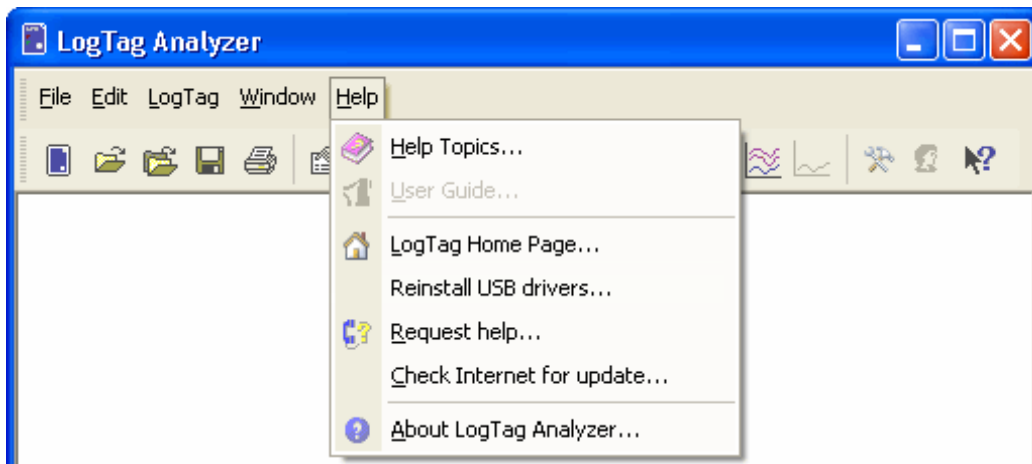 LogTag Analyzer
File Edit LogTag Window Help
Help Topics...
User Guide...
LogTag Home Page...
Reinstall USB drivers...
Request help...
Check Internet for update...
About LogTag Analyzer...